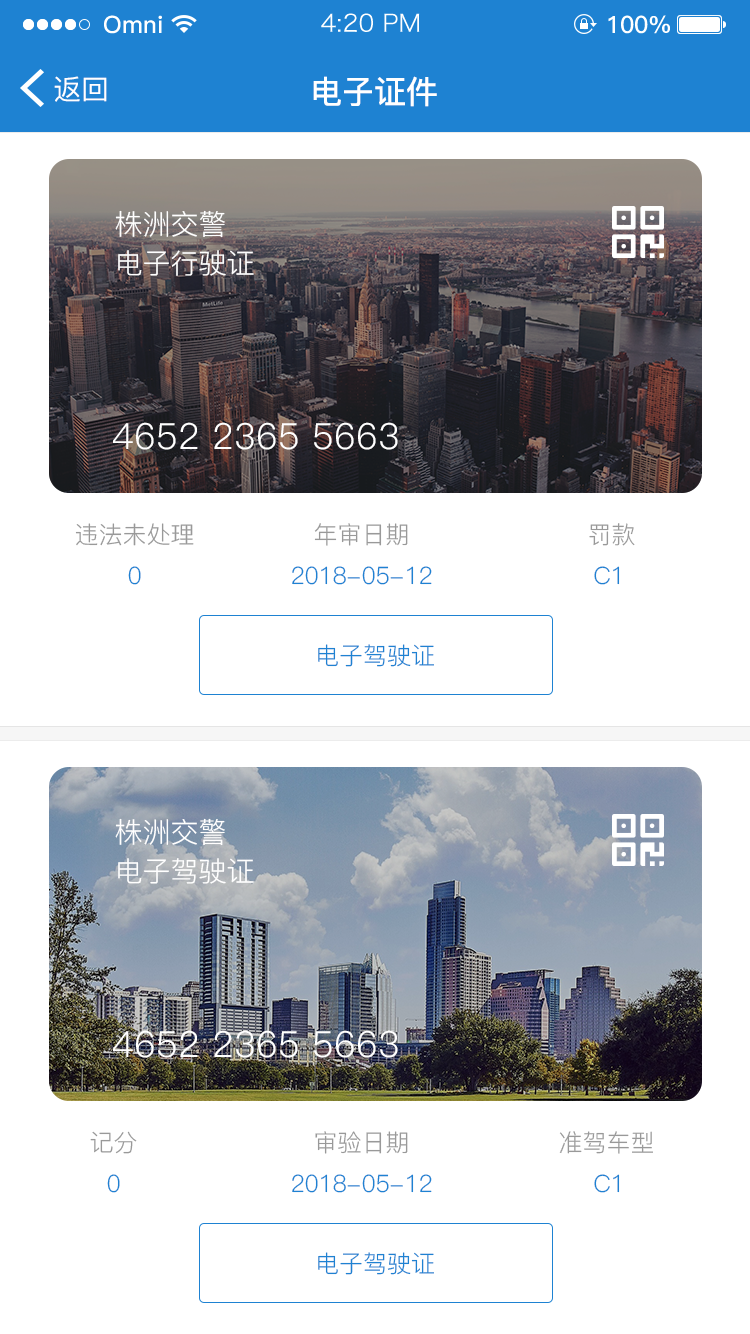 Omni 4:20 PM 100%
返回 电子证件
株洲交警
电子行驶证
MetLife
4652 2365 5663
违法未处理 年审日期 罚款
0 2018-05-12 C1
电子驾驶证
株洲交警
电子驾驶证
4652 2365 5663
记分 审验日期 准驾车型
0 2018-05-12 C1
电子驾驶证